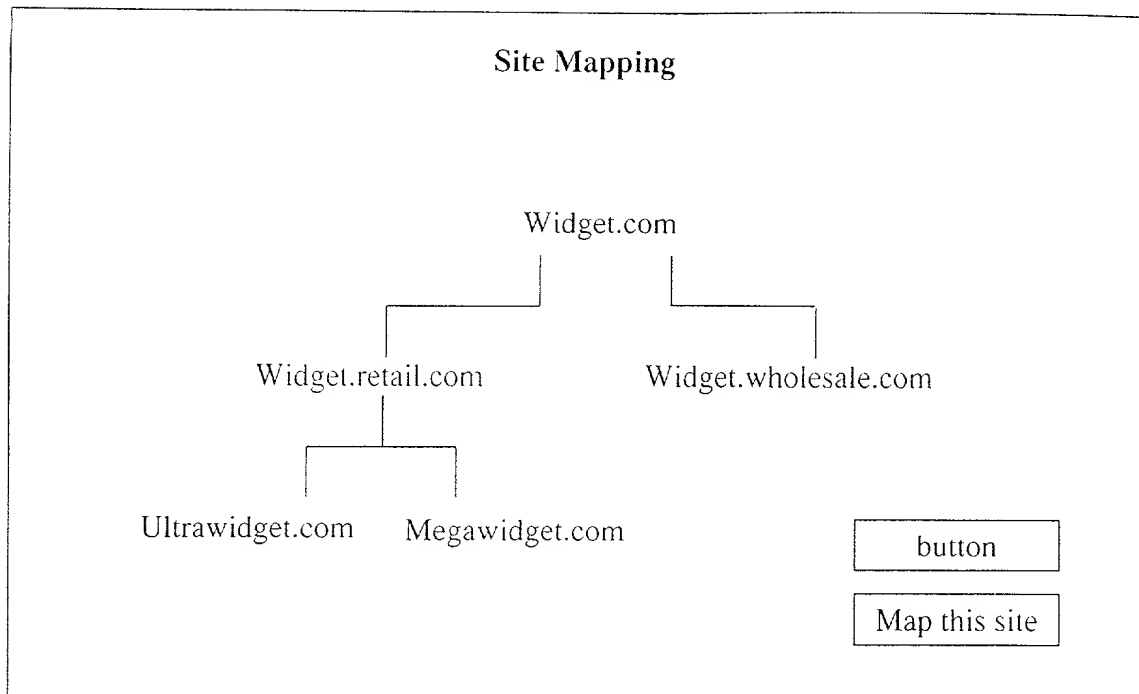 Site Mapping
Widget.com
Widget.retail.com
Widget.wholesale.com
Ultrawidget.com
Megawidget.com
button
Map this site